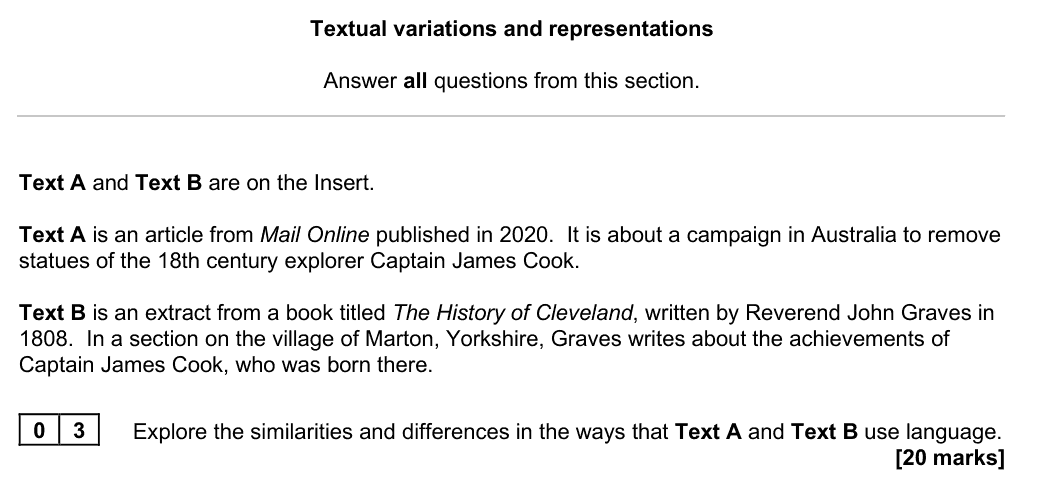 Textual variations and representations
Answer all questions from this section.
Text A and Text B are on the Insert.
Text A is an article from Mail Online published in 2020.  It is about a campaign in Australia to remove
statues of the 18th century explorer Captain James Cook.
Text B is an extract from a book titled The History of Cleveland, written by Reverend John Graves in
1808.  In a section on the village of Marton, Yorkshire, Graves writes about the achievements of
Captain James Cook, who was born there.
0 3 Explore the similarities and differences in the ways that Text A and Text B use language.
[20 marks]